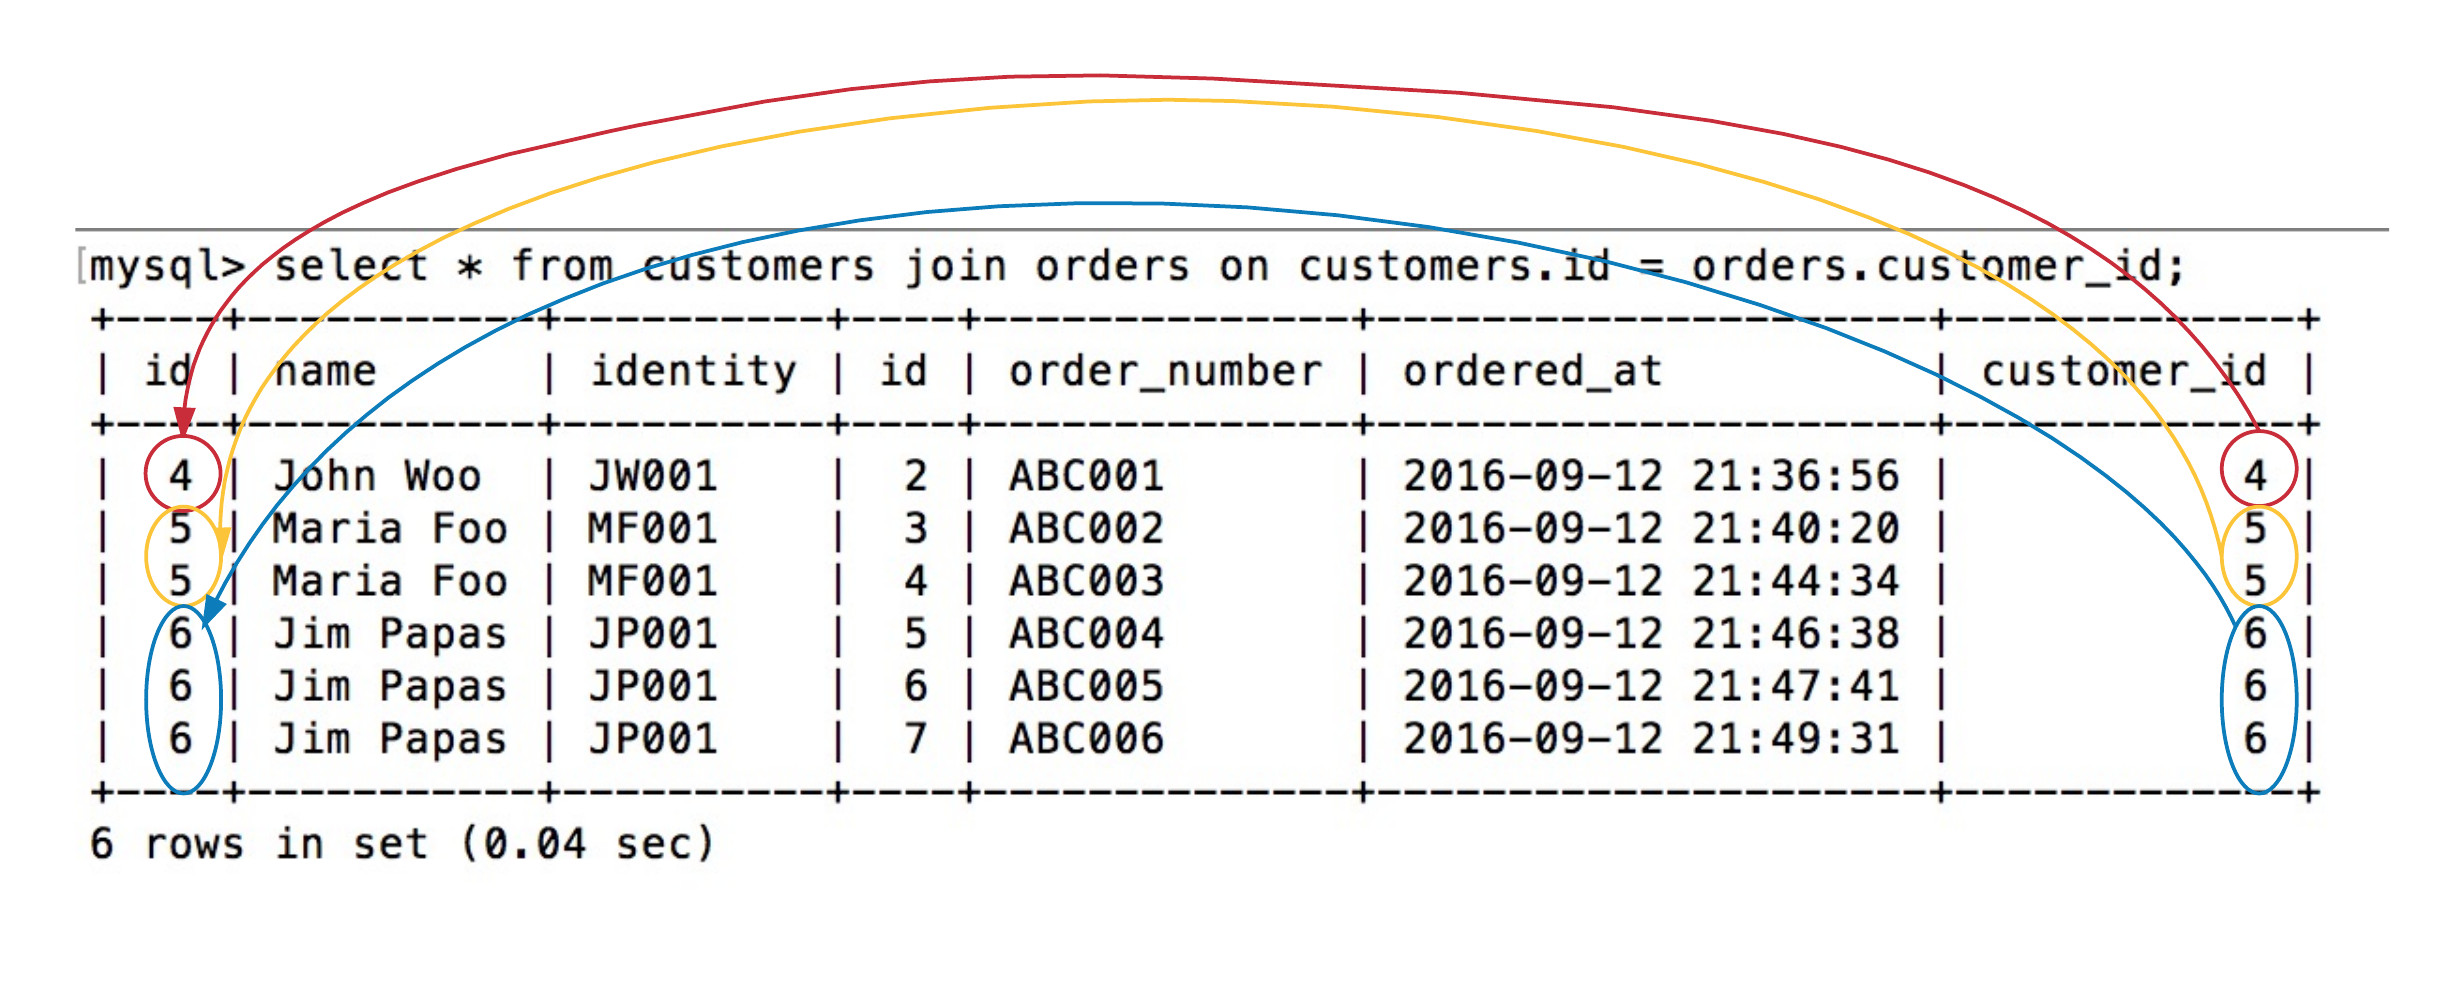 [mysql> select * from customers join orders on customers.id = orders.customer_id;
+----+-----------+----------+----+--------------+---------------------+-------------+
| id | name      | identity | id | order_number | ordered_at          | customer_id |
+----+-----------+----------+----+--------------+---------------------+-------------+
|  4 | John Woo  | JW001    |  2 | ABC001       | 2016-09-12 21:36:56 |           4 |
|  5 | Maria Foo | MF001    |  3 | ABC002       | 2016-09-12 21:40:20 |           5 |
|  5 | Maria Foo | MF001    |  4 | ABC003       | 2016-09-12 21:44:34 |           5 |
|  6 | Jim Papas | JP001    |  5 | ABC004       | 2016-09-12 21:46:38 |           6 |
|  6 | Jim Papas | JP001    |  6 | ABC005       | 2016-09-12 21:47:41 |           6 |
|  6 | Jim Papas | JP001    |  7 | ABC006       | 2016-09-12 21:49:31 |           6 |
+----+-----------+----------+----+--------------+---------------------+-------------+
6 rows in set (0.04 sec)